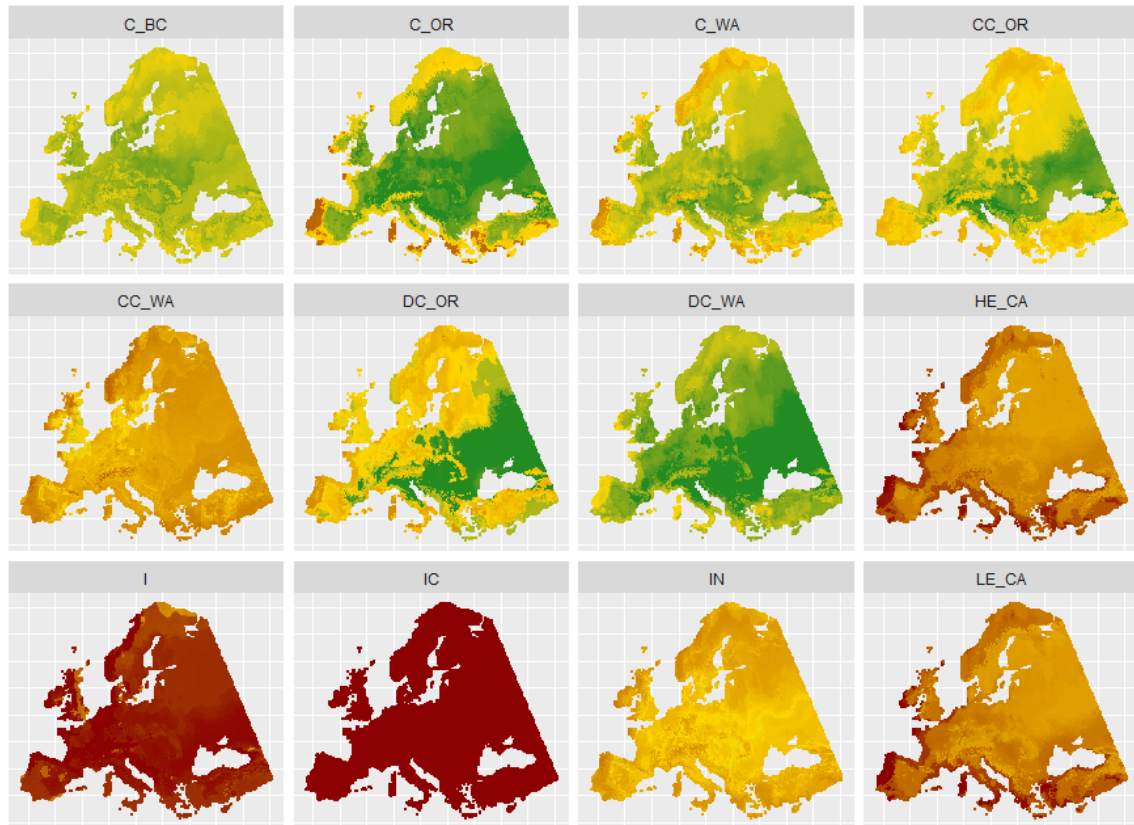 C_BC
C_OR
C_WA
CC_OR
CC_WA
DC_OR
DC_WA
HE_CA
I
IC
IN
LE_CA